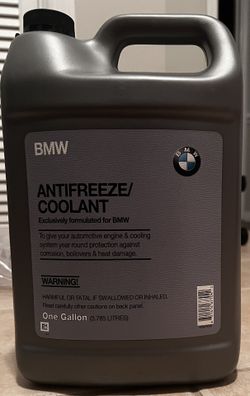 BMW
BMW
ANTIFREEZE/
COOLANT
Exclusively formulated for BMW
To give your automotive engine & cooling
system year round protection against
corrosion, boilovers & heat damage.
WARNING!
HARMFUL OR FATAL IF SWALLOWED OR INHALED.
Read carefully other cautions on back panel.
One Gallon (3.785 LITRES)